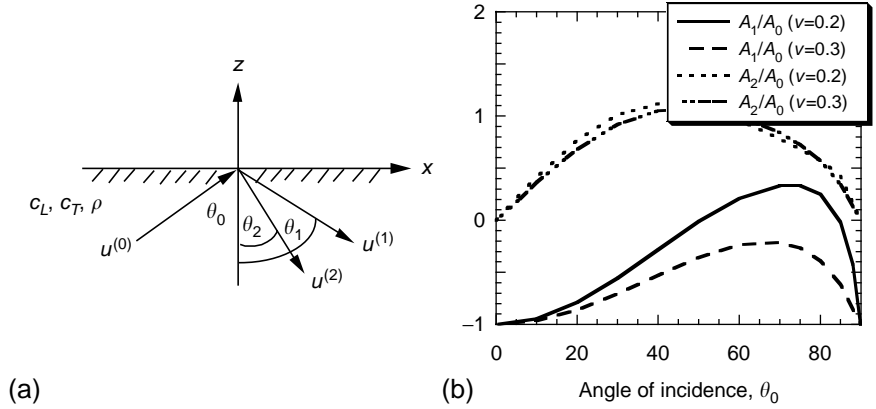 z
x
c_L, c_T, ρ
θ_0
θ_2
θ_1
u^(0)
u^(1)
u^(2)
(a)
2
1
0
−1
A_1/A_0 (v=0.2)
A_1/A_0 (v=0.3)
A_2/A_0 (v=0.2)
A_2/A_0 (v=0.3)
0 20 40 60 80
Angle of incidence, θ_0
(b)